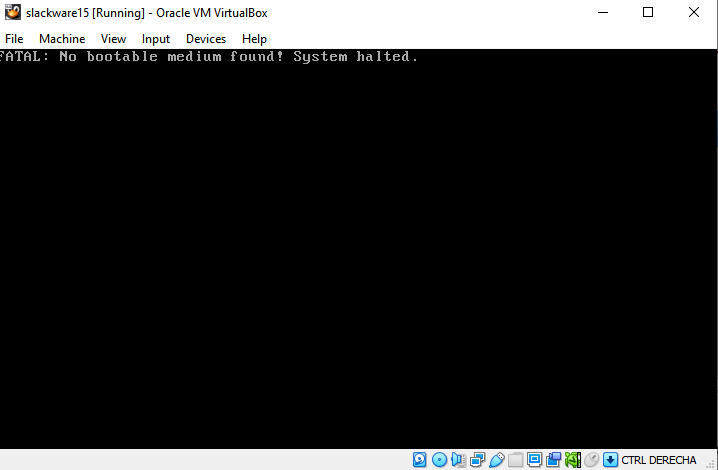 slackware15 [Running] - Oracle VM VirtualBox
File Machine View Input Devices Help
FATAL: No bootable medium found! System halted.
CTRL DERECHA